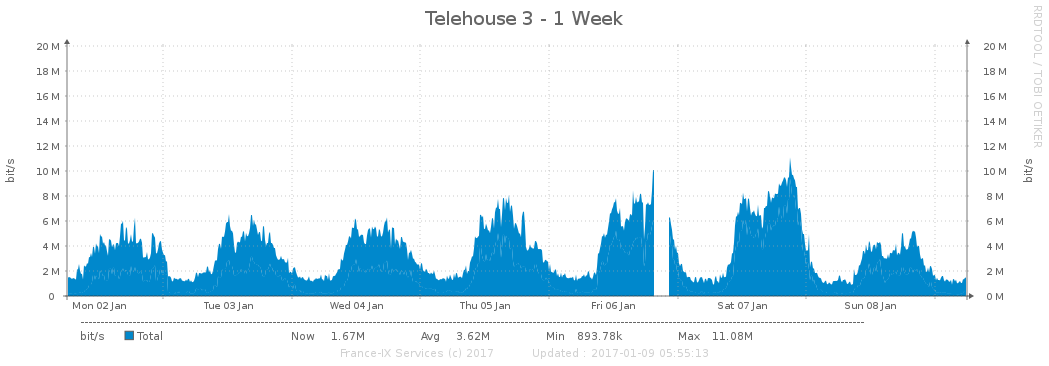 Telehouse 3 - 1 Week
RRDTOOL / TOBI OETIKER
20 M 20 M
18 M 18 M
16 M 16 M
14 M 14 M
12 M 12 M
10 M 10 M
8 M 8 M
6 M 6 M
4 M 4 M
2 M 2 M
0 0 M
bit/s
bit/s
Mon 02 Jan Tue 03 Jan Wed 04 Jan Thu 05 Jan Fri 06 Jan Sat 07 Jan Sun 08 Jan
bit/s Total Now 1.67M Avg 3.62M Min 893.78k Max 11.08M
France-IX Services (c) 2017 Updated : 2017-01-09 05:55:13